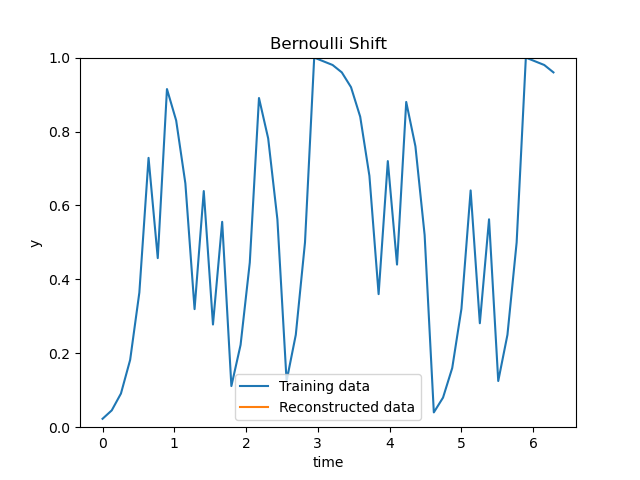 Bernoulli Shift
1.0
0.8
0.6
0.4
0.2
0.0
y
Training data
Reconstructed data
0 1 2 3 4 5 6
time